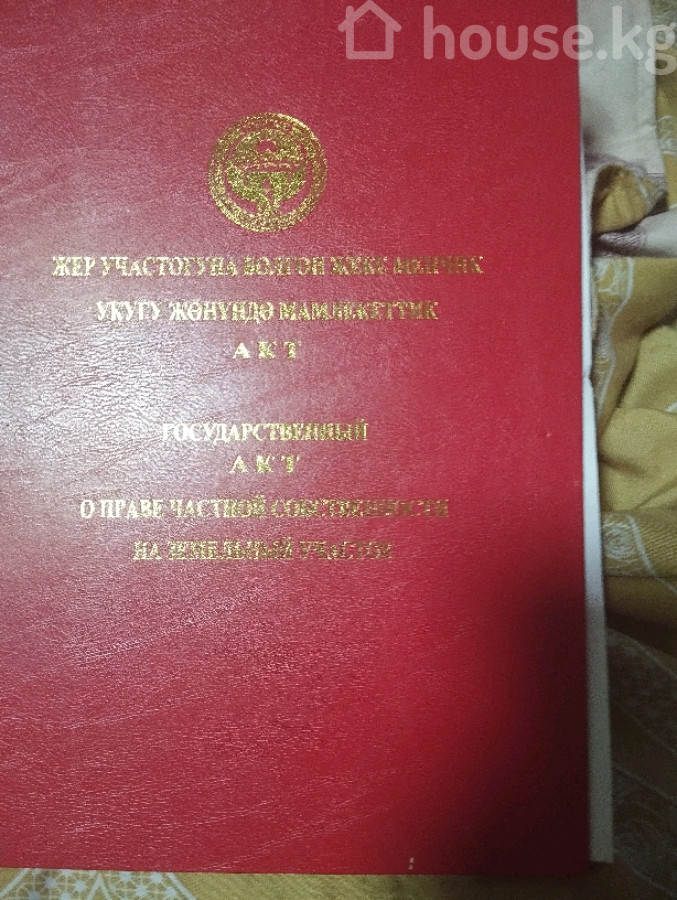 house.kg
ЖЕР УЧАСТОГУНА БОЛГОН ЖЕКЕ МЕНЧИК
УКУГУ ЖӨНҮНДӨ МАМЛЕКЕТТИК
АКТ
ГОСУДАРСТВЕННЫЙ
АКТ
О ПРАВЕ ЧАСТНОЙ СОБСТВЕННОСТИ
НА ЗЕМЕЛЬНЫЙ УЧАСТОК